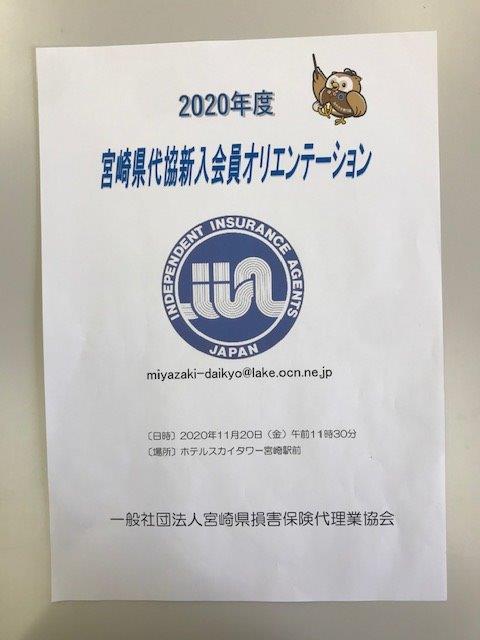 2020年度
宮崎県代協新入会員オリエンテーション
INDEPENDENT INSURANCE AGENTS
JAPAN
miyazaki-daikyo@lake.ocn.ne.jp
〔日時〕2020年11月20日（金）午前11時30分
〔場所〕ホテルスカイタワー宮崎駅前
一般社団法人宮崎県損害保険代理業協会